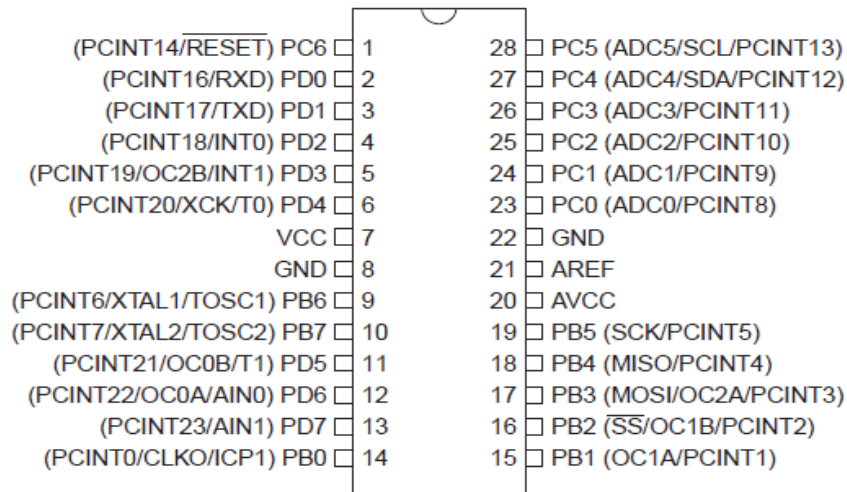 (PCINT14/RESET) PC6 1 28 PC5 (ADC5/SCL/PCINT13)
(PCINT16/RXD) PD0 2 27 PC4 (ADC4/SDA/PCINT12)
(PCINT17/TXD) PD1 3 26 PC3 (ADC3/PCINT11)
(PCINT18/INT0) PD2 4 25 PC2 (ADC2/PCINT10)
(PCINT19/OC2B/INT1) PD3 5 24 PC1 (ADC1/PCINT9)
(PCINT20/XCK/T0) PD4 6 23 PC0 (ADC0/PCINT8)
VCC 7 22 GND
GND 8 21 AREF
(PCINT6/XTAL1/TOSC1) PB6 9 20 AVCC
(PCINT7/XTAL2/TOSC2) PB7 10 19 PB5 (SCK/PCINT5)
(PCINT21/OC0B/T1) PD5 11 18 PB4 (MISO/PCINT4)
(PCINT22/OC0A/AIN0) PD6 12 17 PB3 (MOSI/OC2A/PCINT3)
(PCINT23/AIN1) PD7 13 16 PB2 (SS/OC1B/PCINT2)
(PCINT0/CLKO/ICP1) PB0 14 15 PB1 (OC1A/PCINT1)